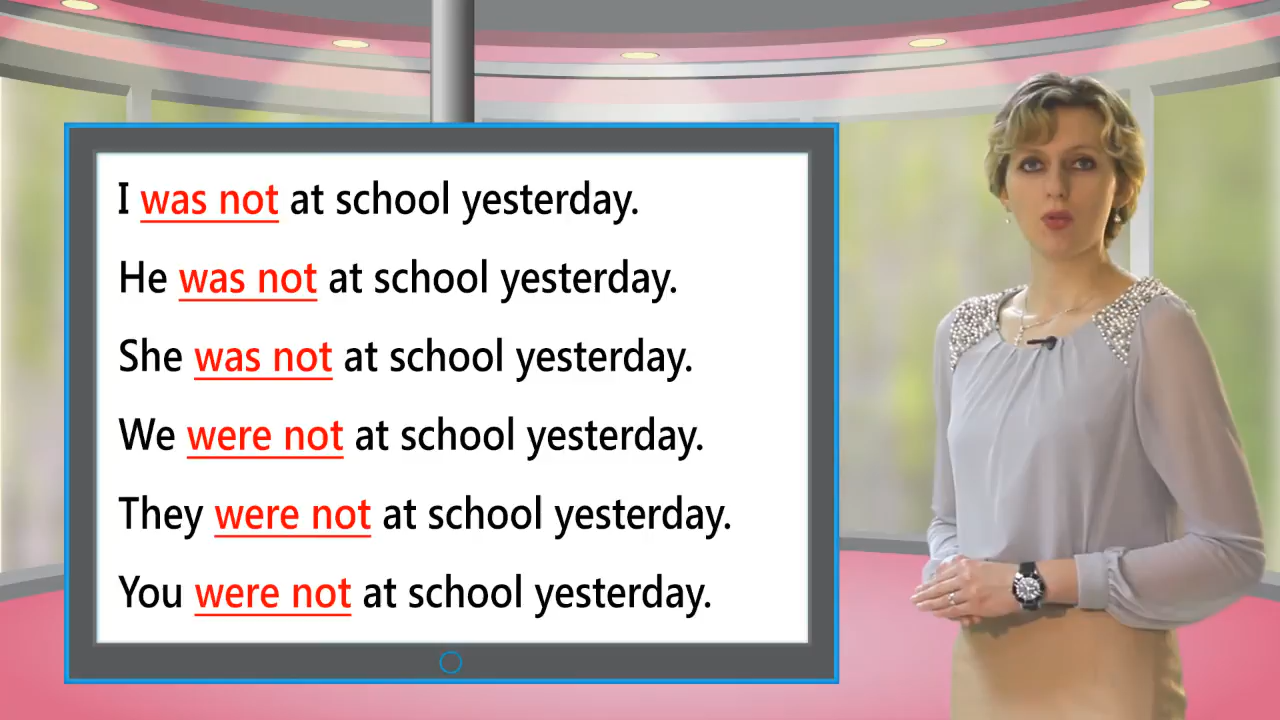 I was not at school yesterday.
He was not at school yesterday.
She was not at school yesterday.
We were not at school yesterday.
They were not at school yesterday.
You were not at school yesterday.